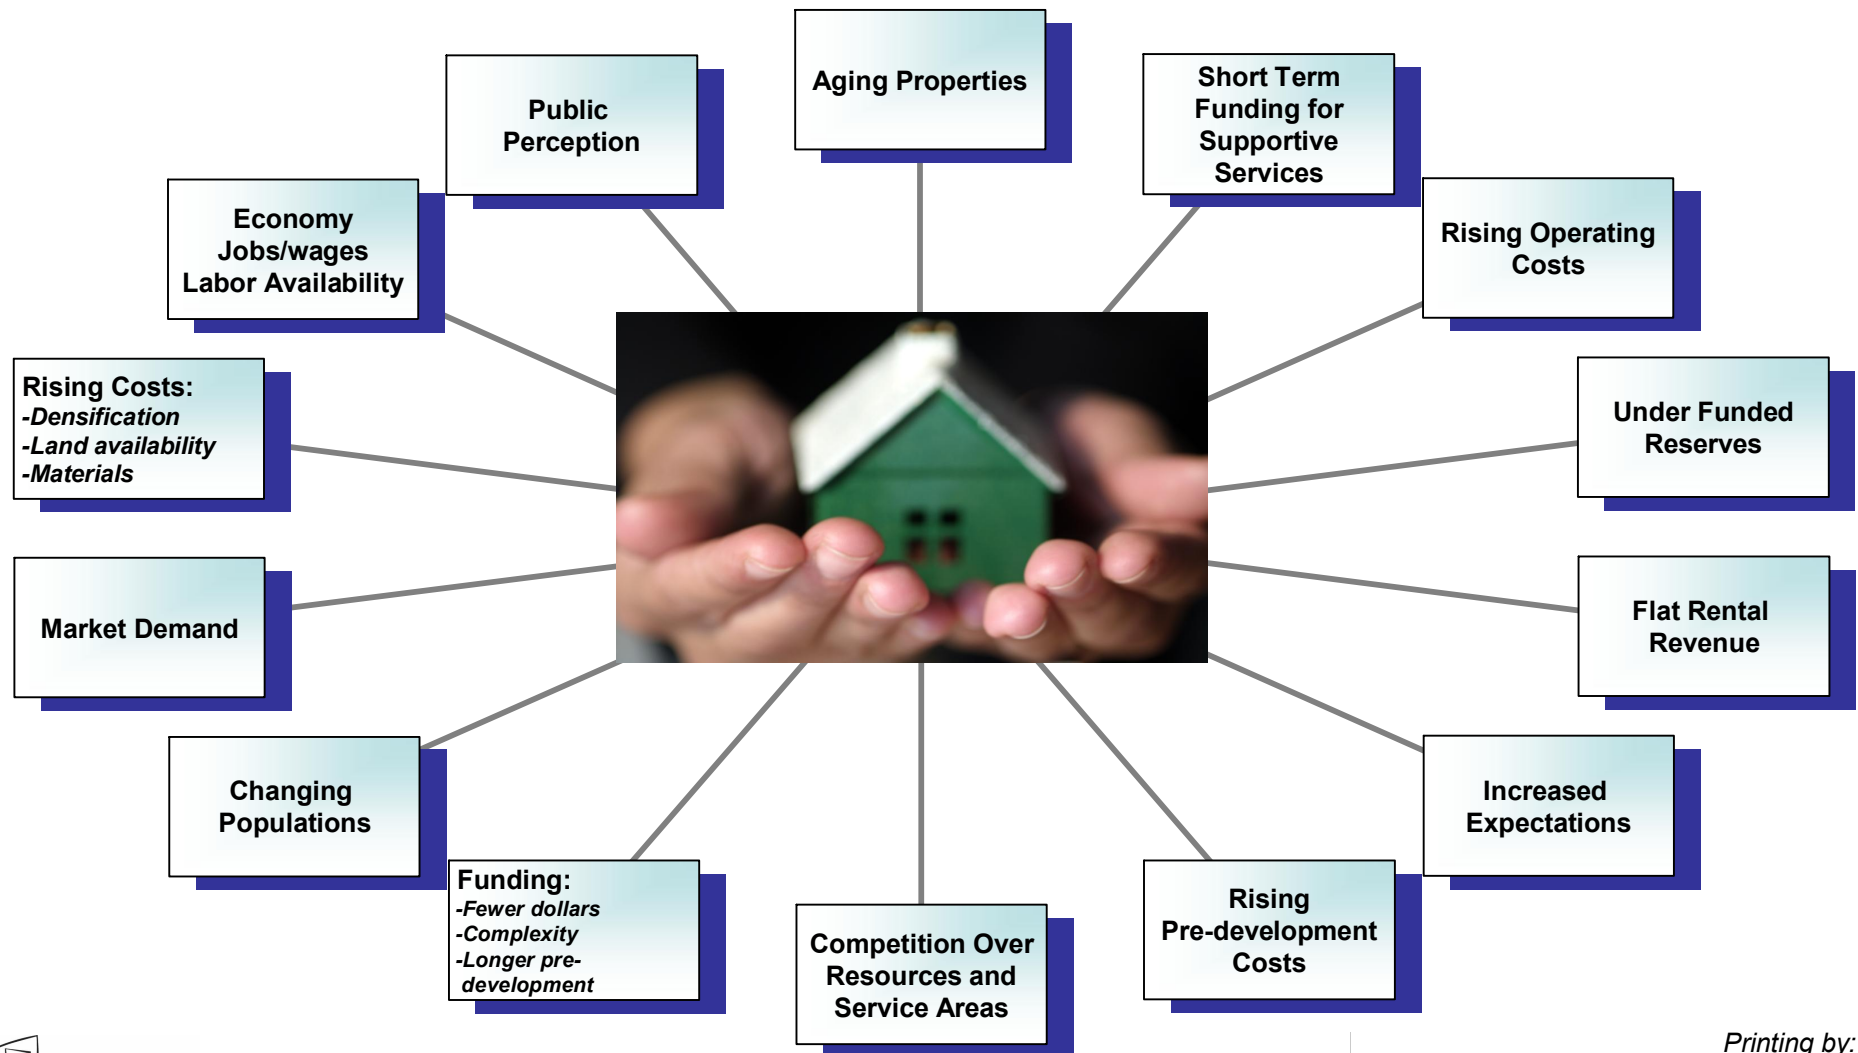 Aging Properties
Short Term
Funding for
Supportive
Services
Rising Operating
Costs
Under Funded
Reserves
Flat Rental
Revenue
Increased
Expectations
Rising
Pre-development
Costs
Competition Over
Resources and
Service Areas
Funding:
-Fewer dollars
-Complexity
-Longer pre-
development
Changing
Populations
Market Demand
Rising Costs:
-Densification
-Land availability
-Materials
Economy
Jobs/wages
Labor Availability
Public
Perception
Printing by: